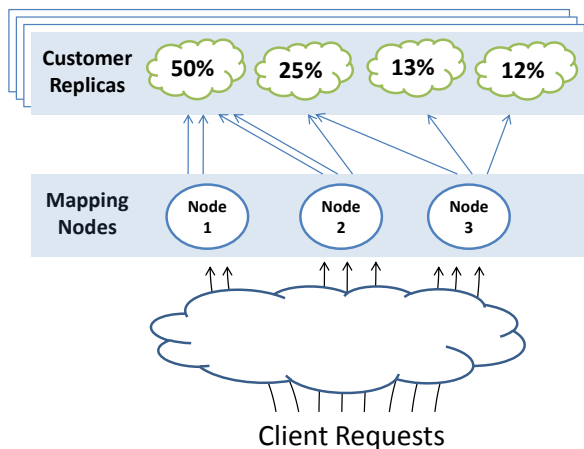 Customer
Replicas
50%
25%
13%
12%
Mapping
Nodes
Node
1
Node
2
Node
3
Client Requests